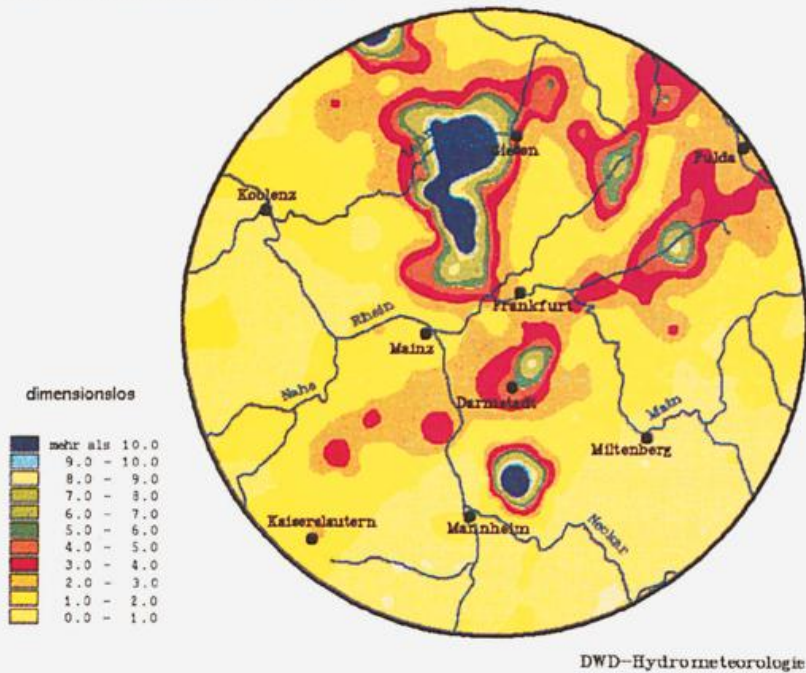 Gießen
Fulda
Koblenz
Frankfurt
Rhein
Mainz
Nahe
Darmstadt
Main
Miltenberg
Kaiserslautern
Mannheim
Neckar
dimensionslos
mehr als 10.0
9.0 - 10.0
8.0 - 9.0
7.0 - 8.0
6.0 - 7.0
5.0 - 6.0
4.0 - 5.0
3.0 - 4.0
2.0 - 3.0
1.0 - 2.0
0.0 - 1.0
DWD-Hydrometeorologie